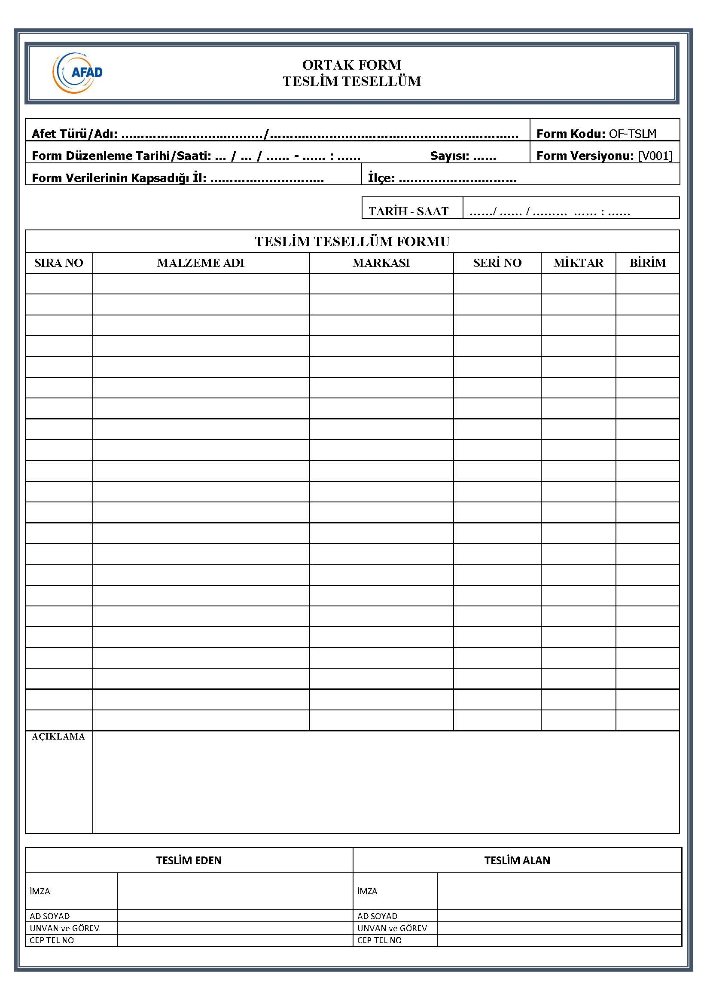 AFAD
ORTAK FORM
TESLİM TESELLÜM
Afet Türü/Adı: ..................................../............................................................... Form Kodu: OF-TSLM
Form Düzenleme Tarihi/Saati: ... / ... / ...... - ...... : ...... Sayısı: ...... Form Versiyonu: [V001]
Form Verilerinin Kapsadığı İl: ............................. İlçe: ..............................
TARİH - SAAT ....../ ...... / ......... ...... : ......
TESLİM TESELLÜM FORMU
SIRA NO MALZEME ADI MARKASI SERİ NO MİKTAR BİRİM
AÇIKLAMA
TESLİM EDEN TESLİM ALAN
İMZA İMZA
AD SOYAD AD SOYAD
UNVAN ve GÖREV UNVAN ve GÖREV
CEP TEL NO CEP TEL NO